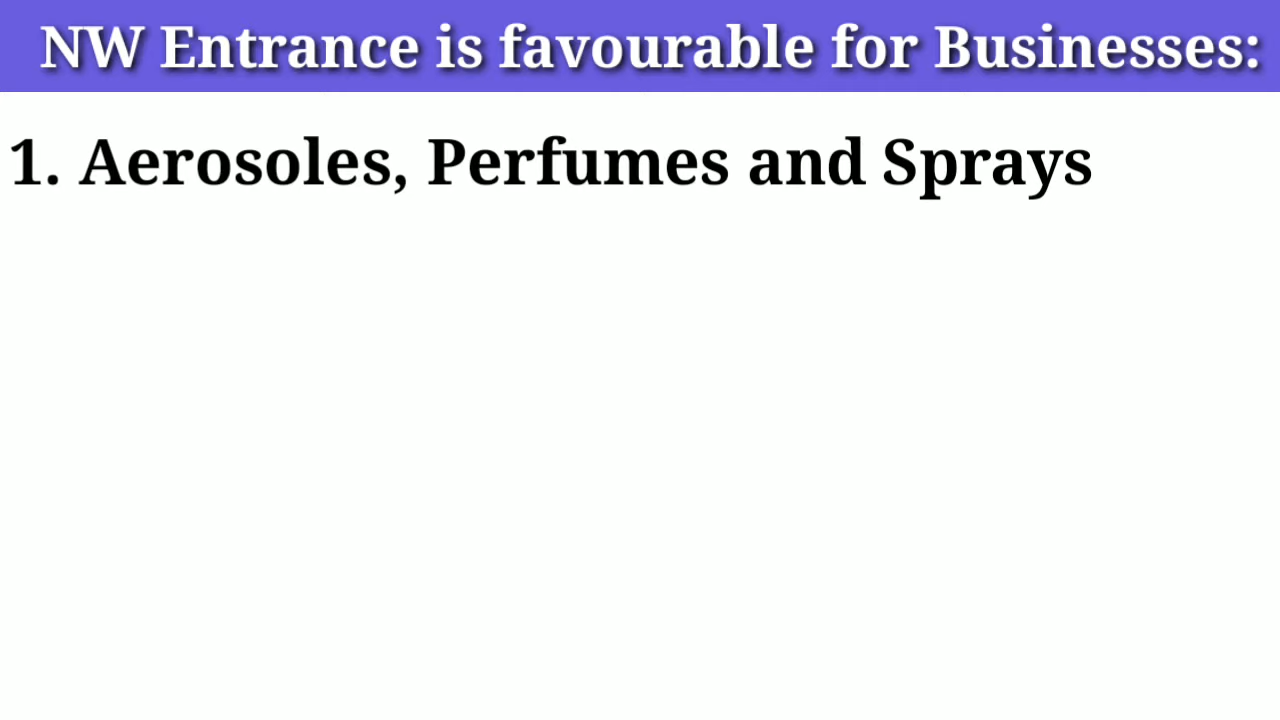 NW Entrance is favourable for Businesses:
1. Aerosoles, Perfumes and Sprays